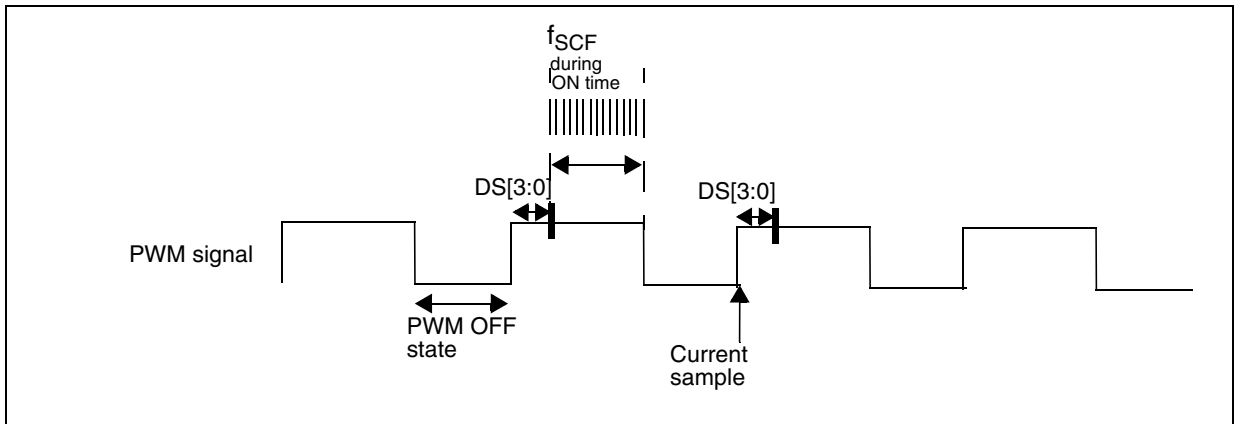 fSCF
during
ON time
DS[3:0]
DS[3:0]
PWM signal
PWM OFF
state
Current
sample